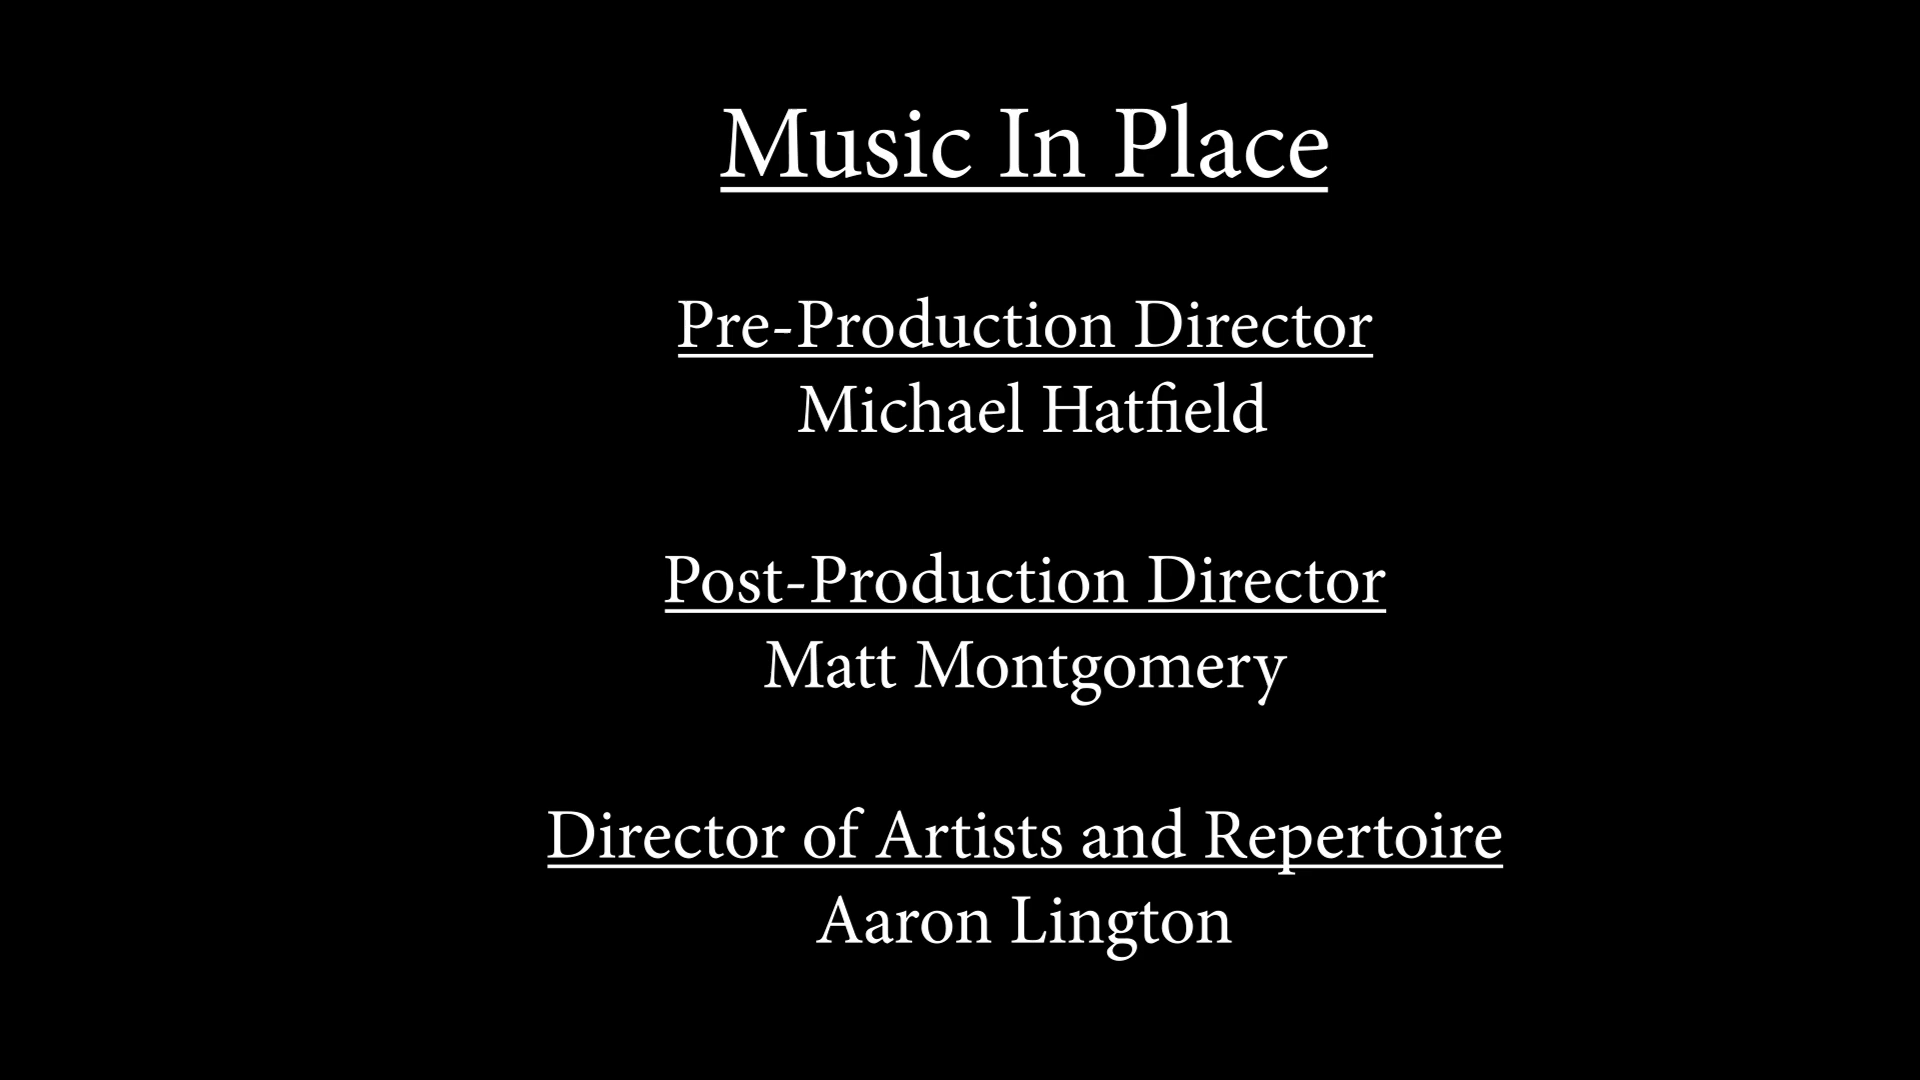 Music In Place
Pre-Production Director
Michael Hatfield
Post-Production Director
Matt Montgomery
Director of Artists and Repertoire
Aaron Lington